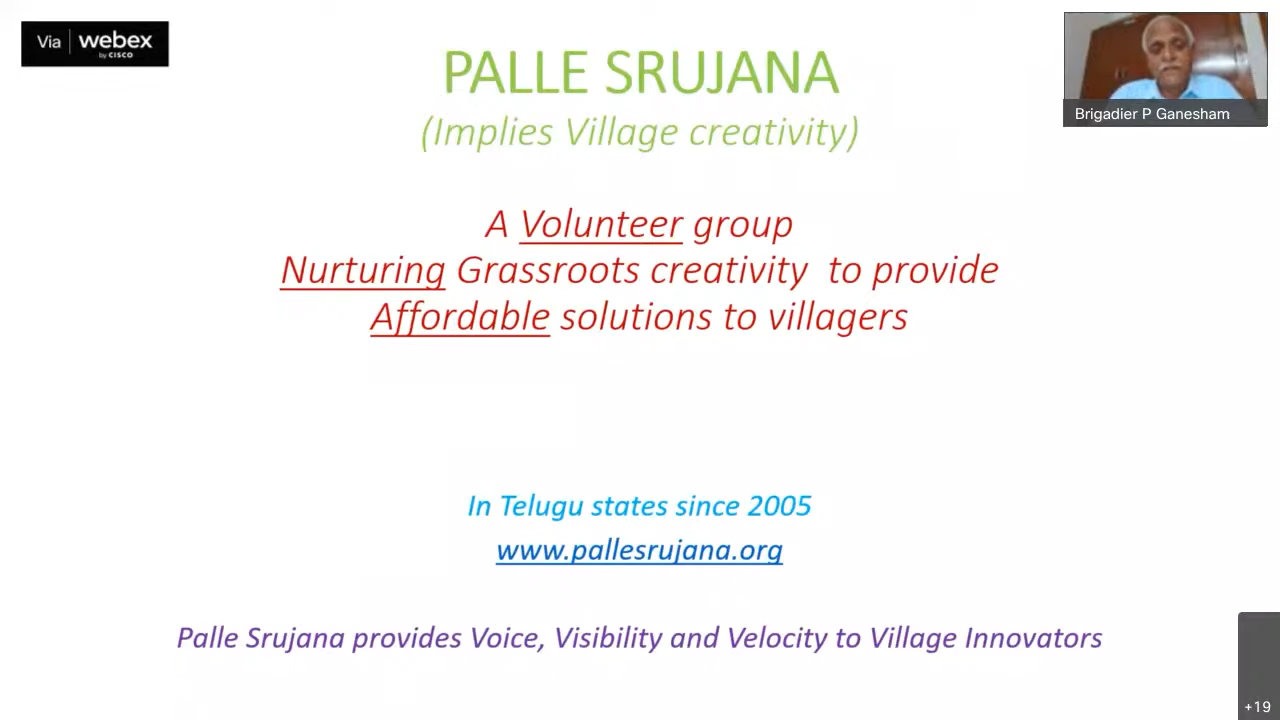 Via webex
by CISCO
PALLE SRUJANA
(Implies Village creativity)
Brigadier P Ganesham
A Volunteer group
Nurturing Grassroots creativity to provide
Affordable solutions to villagers
In Telugu states since 2005
www.pallesrujana.org
Palle Srujana provides Voice, Visibility and Velocity to Village Innovators
+19